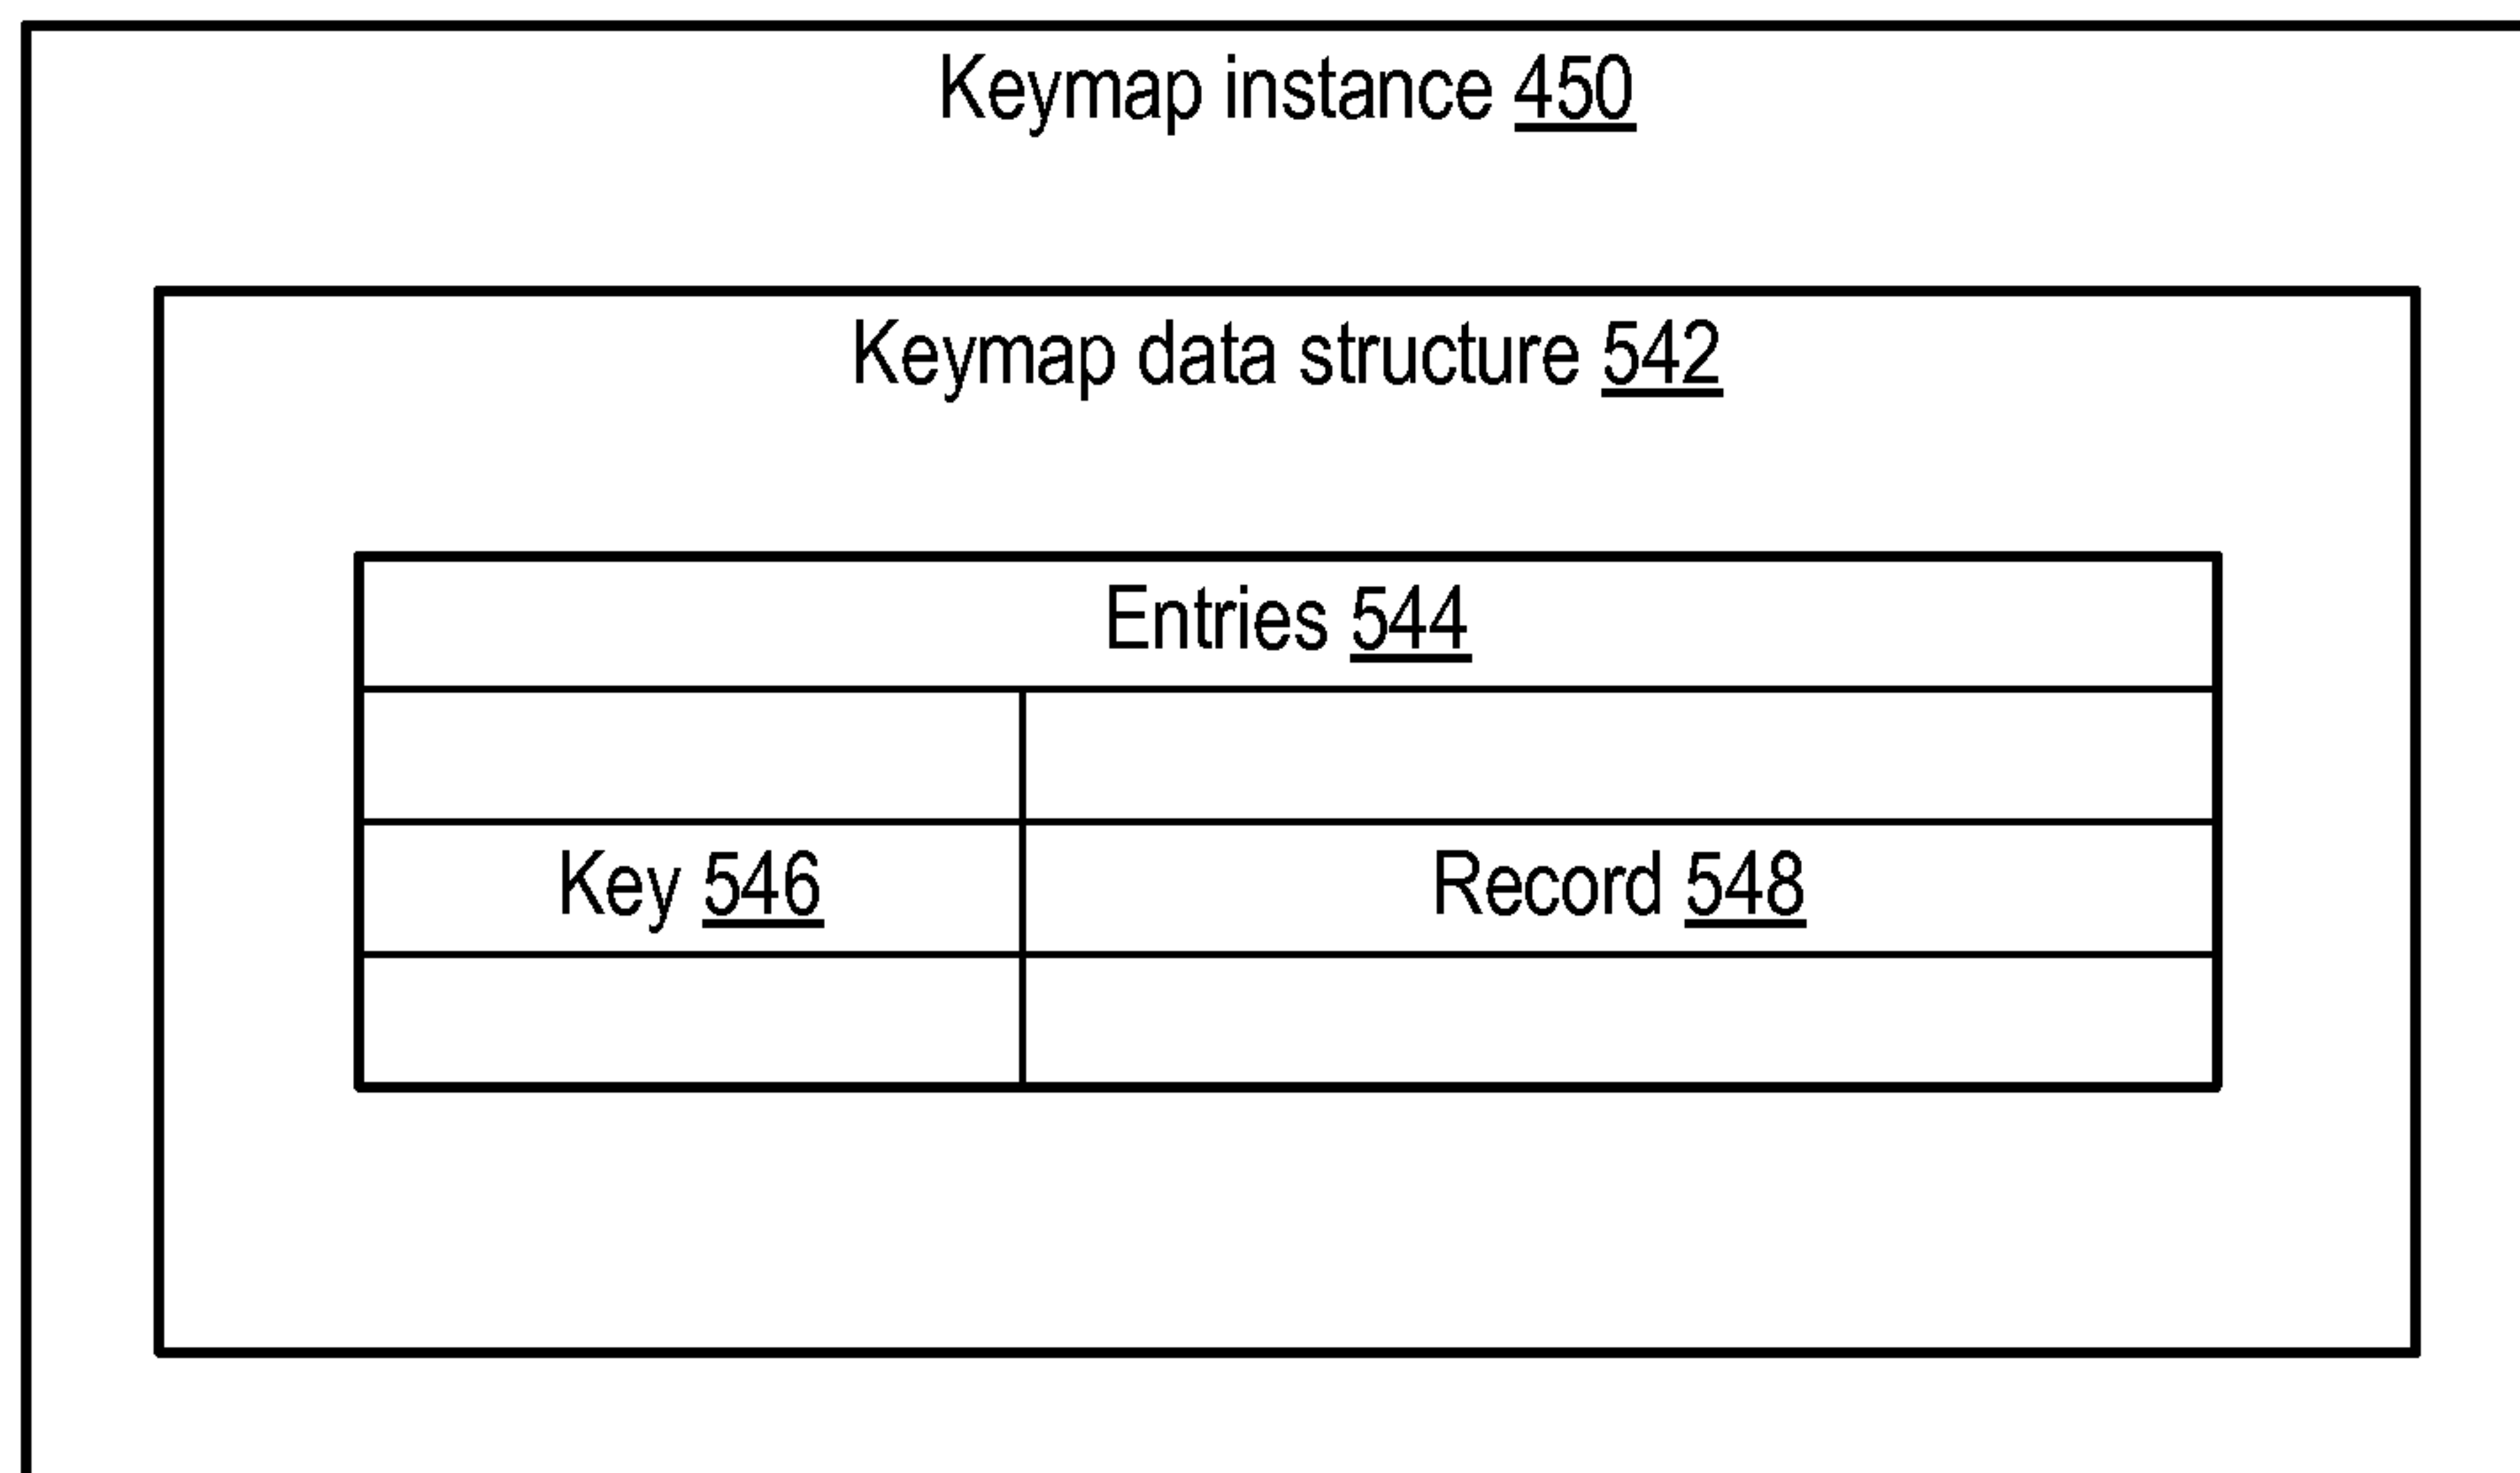 Keymap instance 450
Keymap data structure 542
Entries 544
Key 546
Record 548